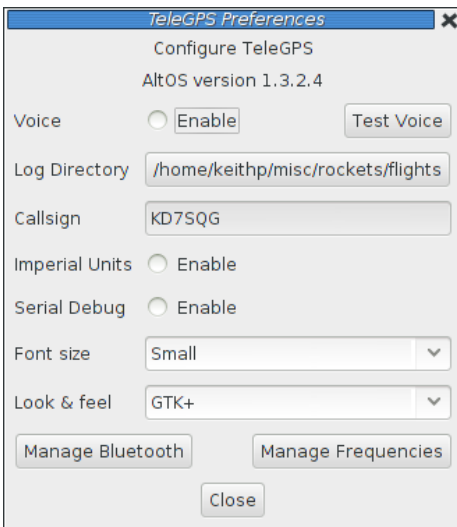 TeleGPS Preferences
Configure TeleGPS
AltOS version 1.3.2.4
Voice Enable Test Voice
Log Directory /home/keithp/misc/rockets/flights
Callsign KD7SQG
Imperial Units Enable
Serial Debug Enable
Font size Small
Look & feel GTK+
Manage Bluetooth Manage Frequencies
Close